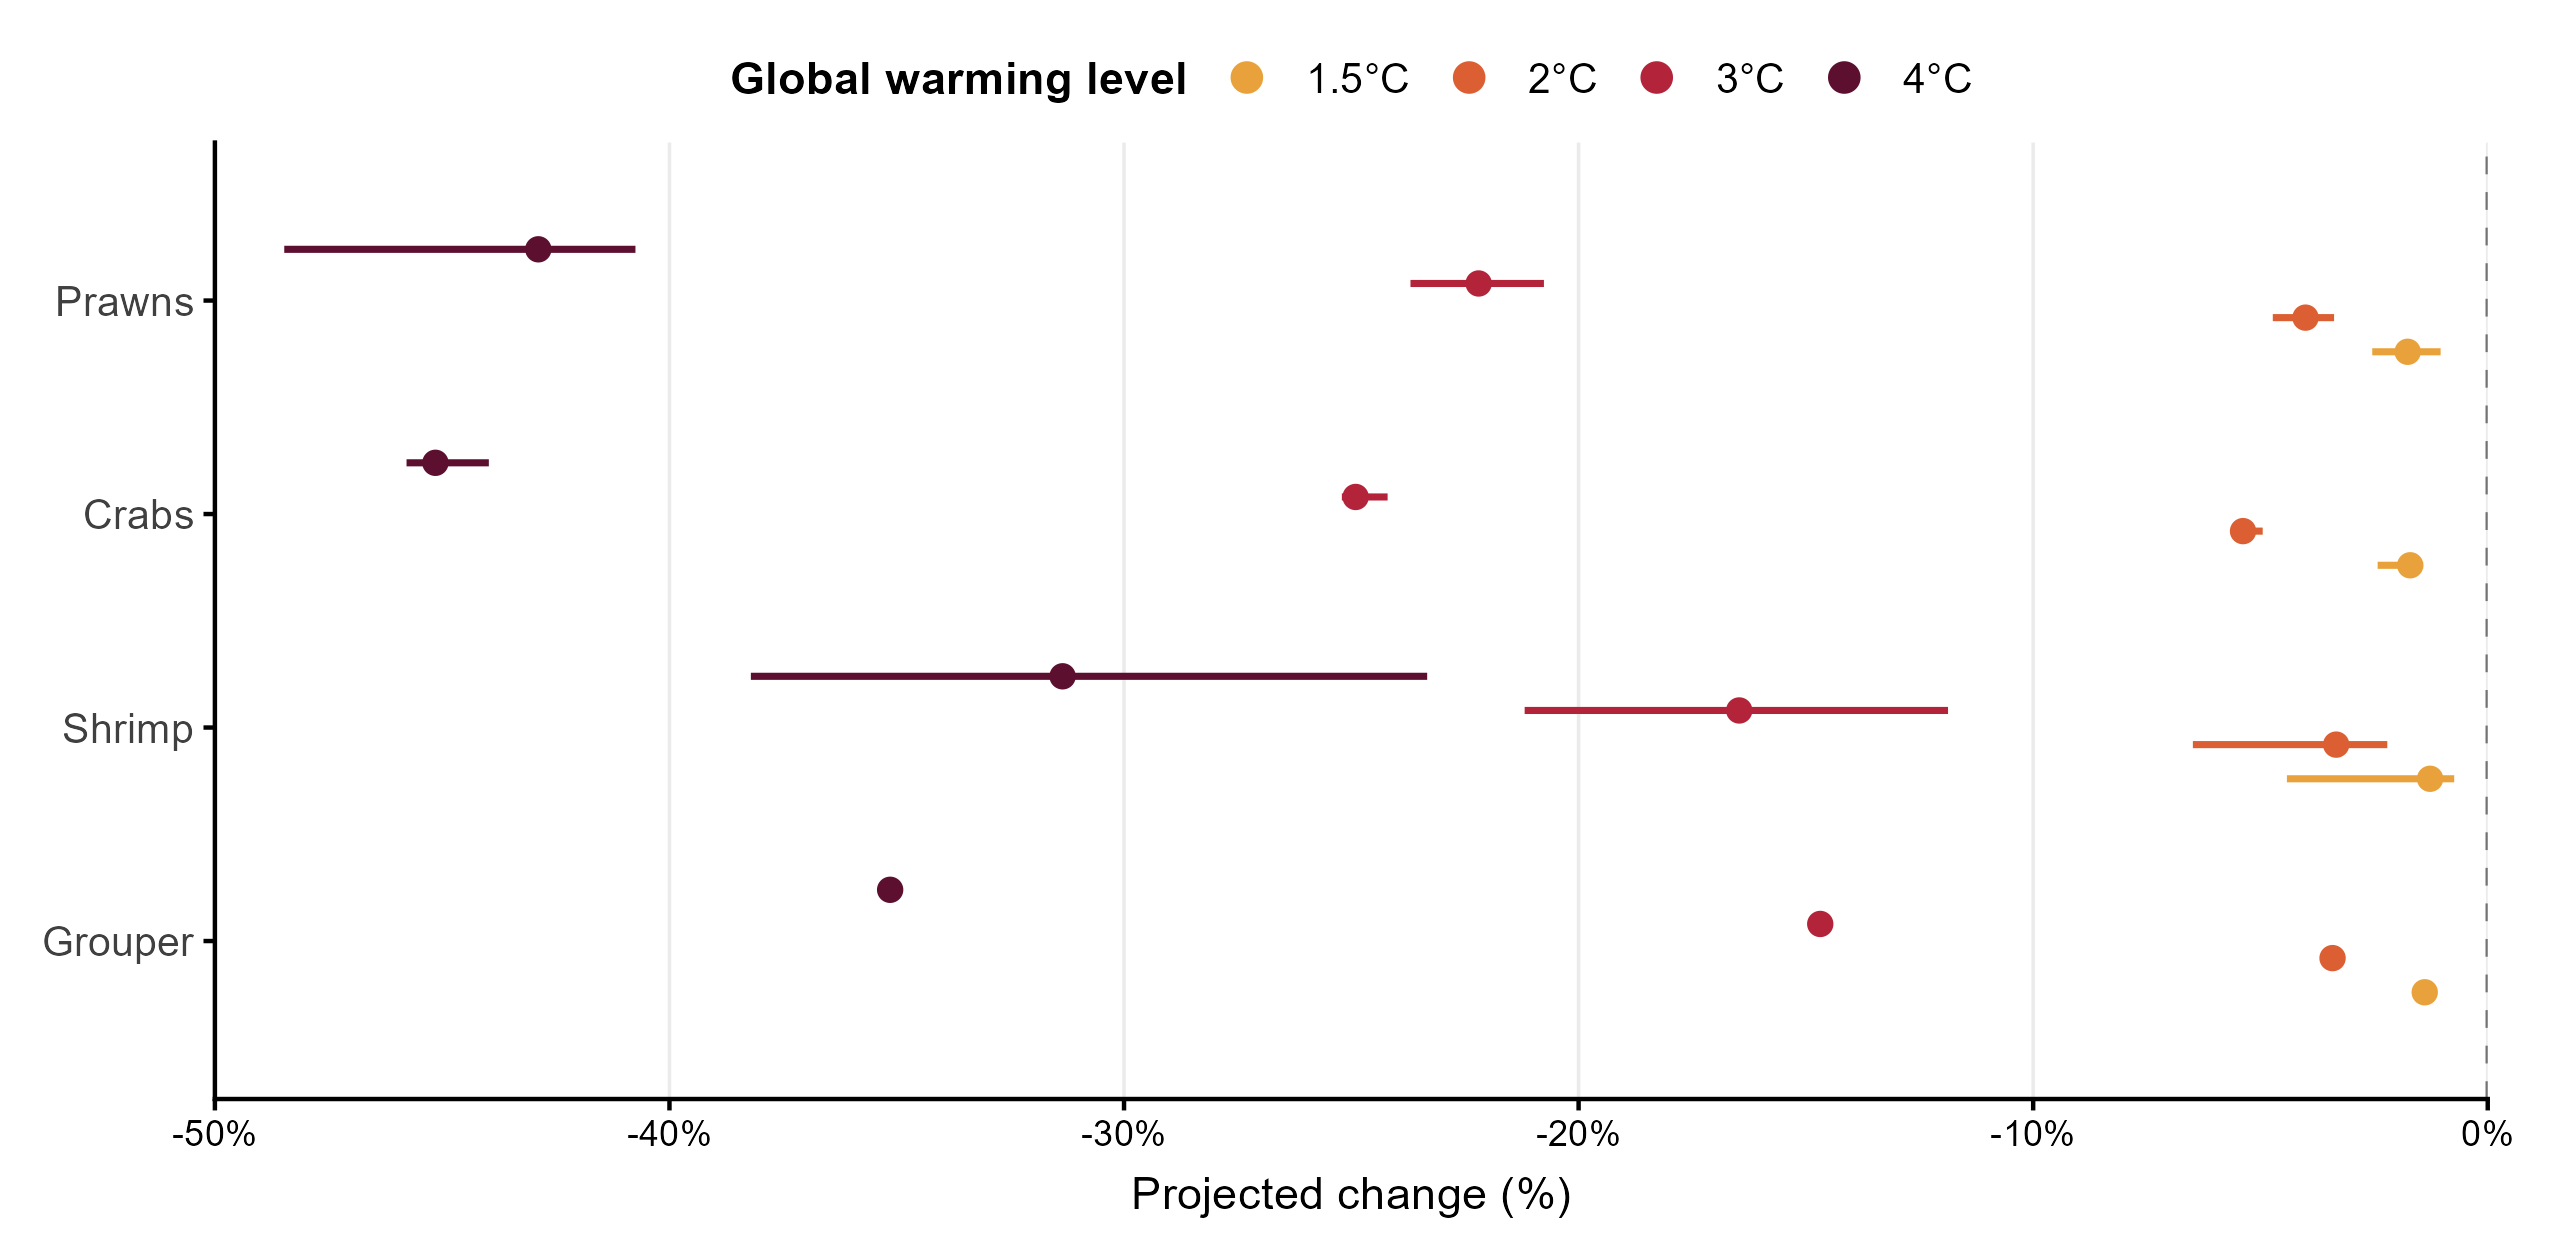 Global warming level 1.5°C 2°C 3°C 4°C
Prawns
Crabs
Shrimp
Grouper
-50% -40% -30% -20% -10% 0%
Projected change (%)